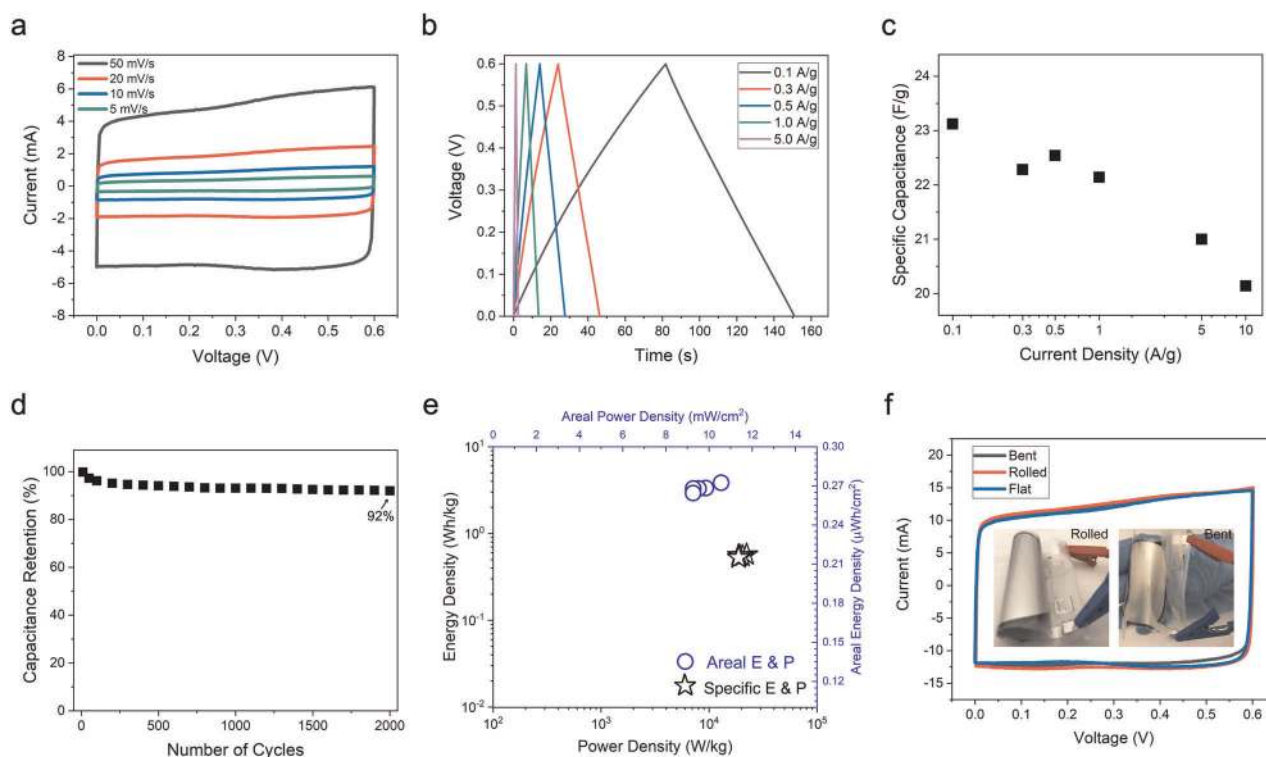 a
50 mV/s
20 mV/s
10 mV/s
5 mV/s
8
6
4
2
0
-2
-4
-6
-8
0.0 0.1 0.2 0.3 0.4 0.5 0.6
Current (mA)
Voltage (V)
b
0.1 A/g
0.3 A/g
0.5 A/g
1.0 A/g
5.0 A/g
0.6
0.5
0.4
0.3
0.2
0.1
0.0
0 20 40 60 80 100 120 140 160
Voltage (V)
Time (s)
c
24
23
22
21
20
0.1 0.3 0.5 1 5 10
Specific Capacitance (F/g)
Current Density (A/g)
d
100
80
60
40
20
0
92%
0 500 1000 1500 2000
Capacitance Retention (%)
Number of Cycles
e
Areal Power Density (mW/cm²)
0 2 4 6 8 10 12 14
10¹
10⁰
10⁻¹
10⁻²
0.30
0.27
0.24
0.21
0.18
0.15
0.12
Areal E & P
Specific E & P
10² 10³ 10⁴ 10⁵
Energy Density (Wh/kg)
Areal Energy Density (μWh/cm²)
Power Density (W/kg)
f
Bent
Rolled
Flat
Rolled
Bent
20
15
10
5
0
-5
-10
-15
0.0 0.1 0.2 0.3 0.4 0.5 0.6
Current (mA)
Voltage (V)